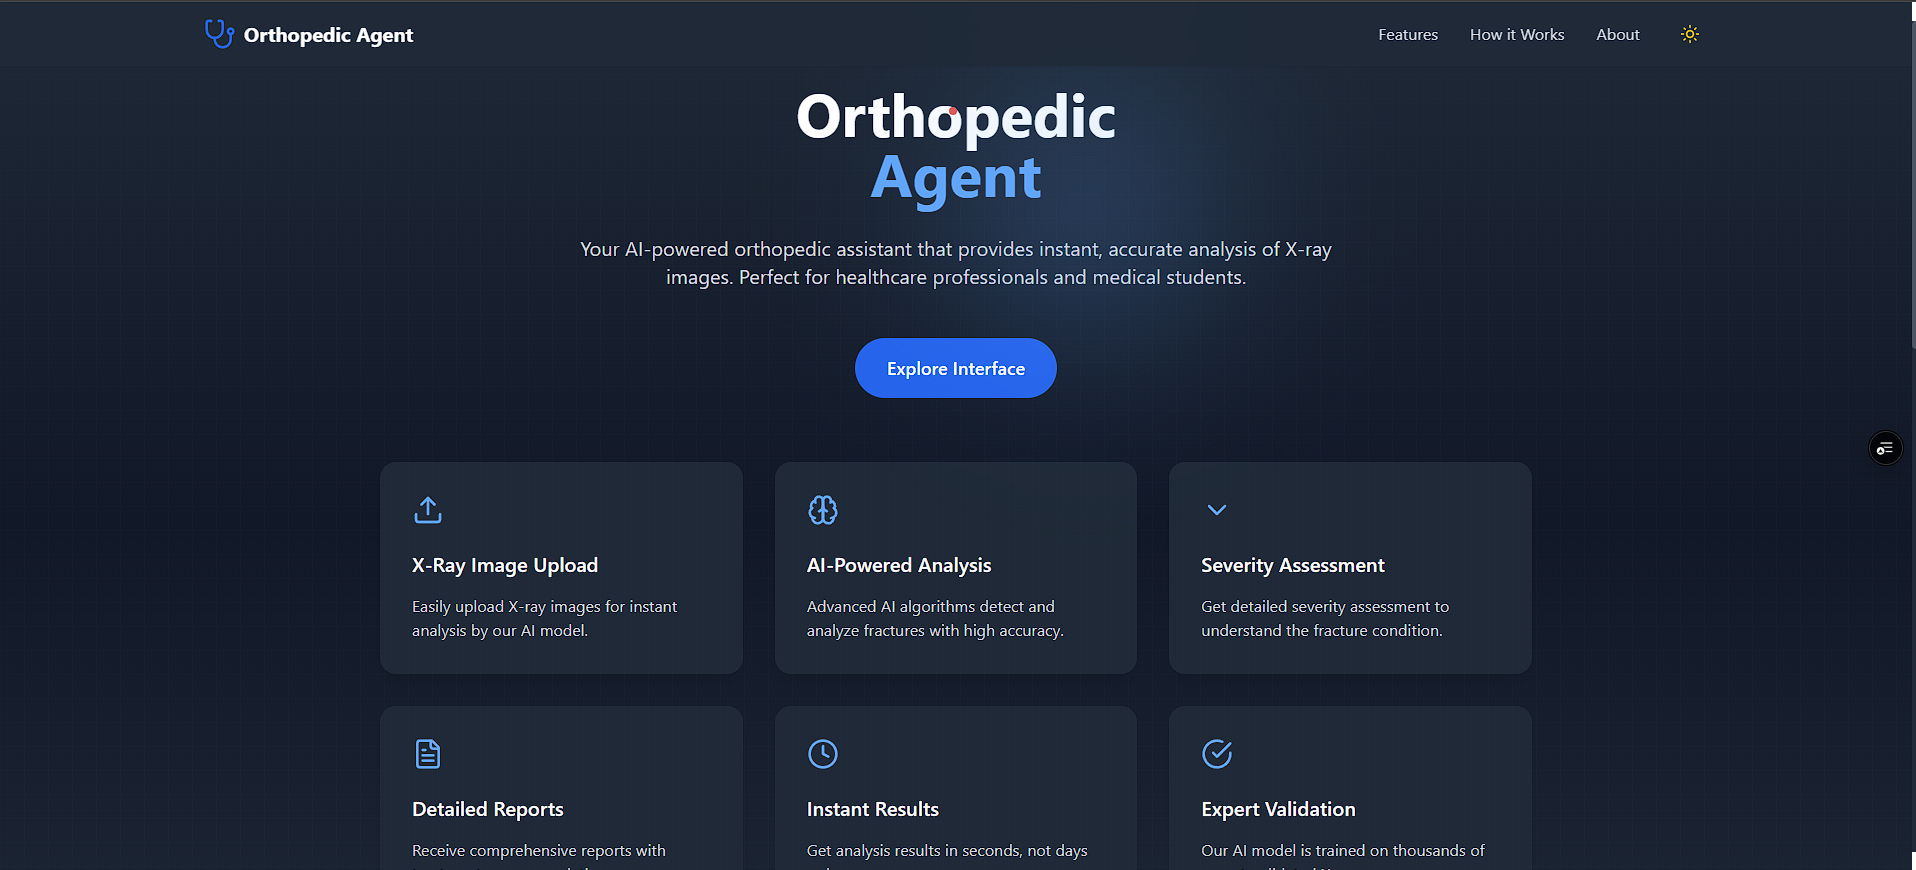 Orthopedic Agent
Features
How it Works
About
Orthopedic
Agent
Your AI-powered orthopedic assistant that provides instant, accurate analysis of X-ray
images. Perfect for healthcare professionals and medical students.
Explore Interface
X-Ray Image Upload
Easily upload X-ray images for instant
analysis by our AI model.
AI-Powered Analysis
Advanced AI algorithms detect and
analyze fractures with high accuracy.
Severity Assessment
Get detailed severity assessment to
understand the fracture condition.
Detailed Reports
Receive comprehensive reports with
Instant Results
Get analysis results in seconds, not days
Expert Validation
Our AI model is trained on thousands of